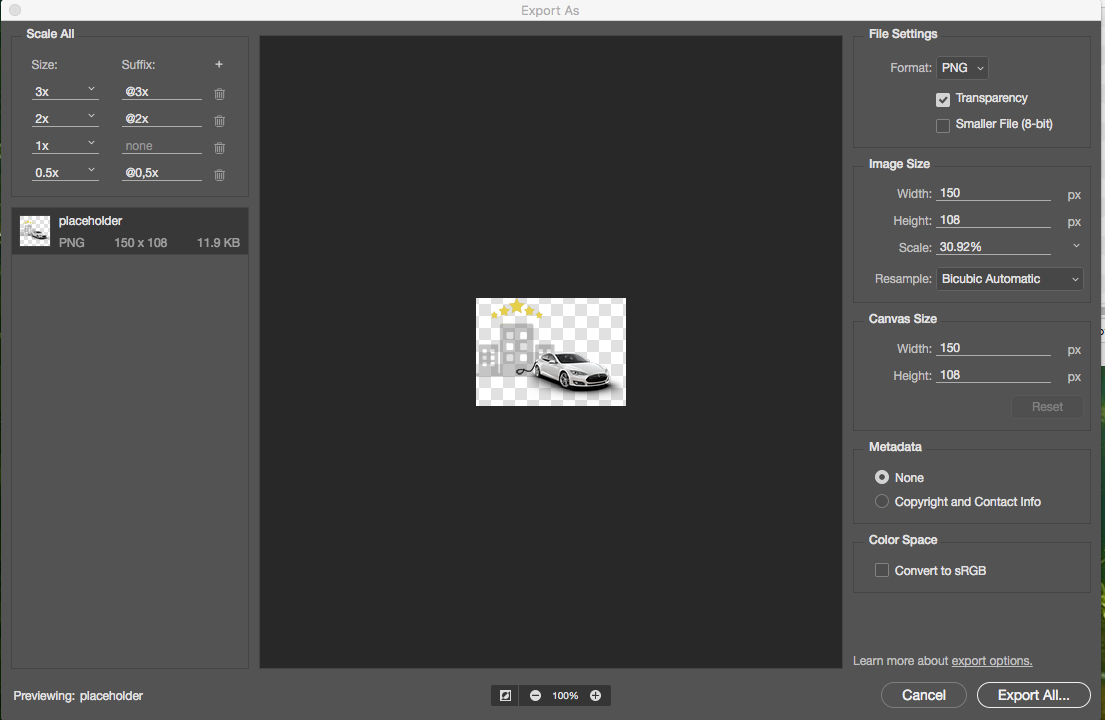 Export As
Scale All
Size: Suffix: +
3x @3x
2x @2x
1x none
0.5x @0,5x
placeholder
PNG 150 x 108 11.9 KB
File Settings
Format: PNG
Transparency
Smaller File (8-bit)
Image Size
Width: 150 px
Height: 108 px
Scale: 30.92%
Resample: Bicubic Automatic
Canvas Size
Width: 150 px
Height: 108 px
Reset
Metadata
None
Copyright and Contact Info
Color Space
Convert to sRGB
Learn more about export options.
Previewing: placeholder
100%
Cancel
Export All...